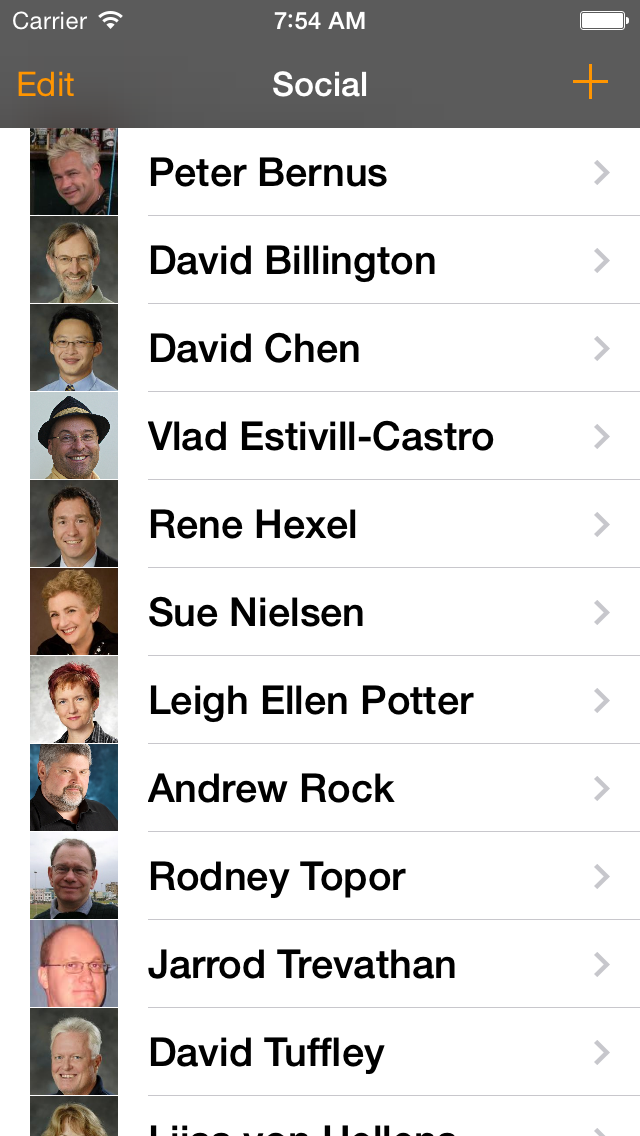 Carrier 7:54 AM
Edit Social
Peter Bernus
David Billington
David Chen
Vlad Estivill-Castro
Rene Hexel
Sue Nielsen
Leigh Ellen Potter
Andrew Rock
Rodney Topor
Jarrod Trevathan
David Tuffley